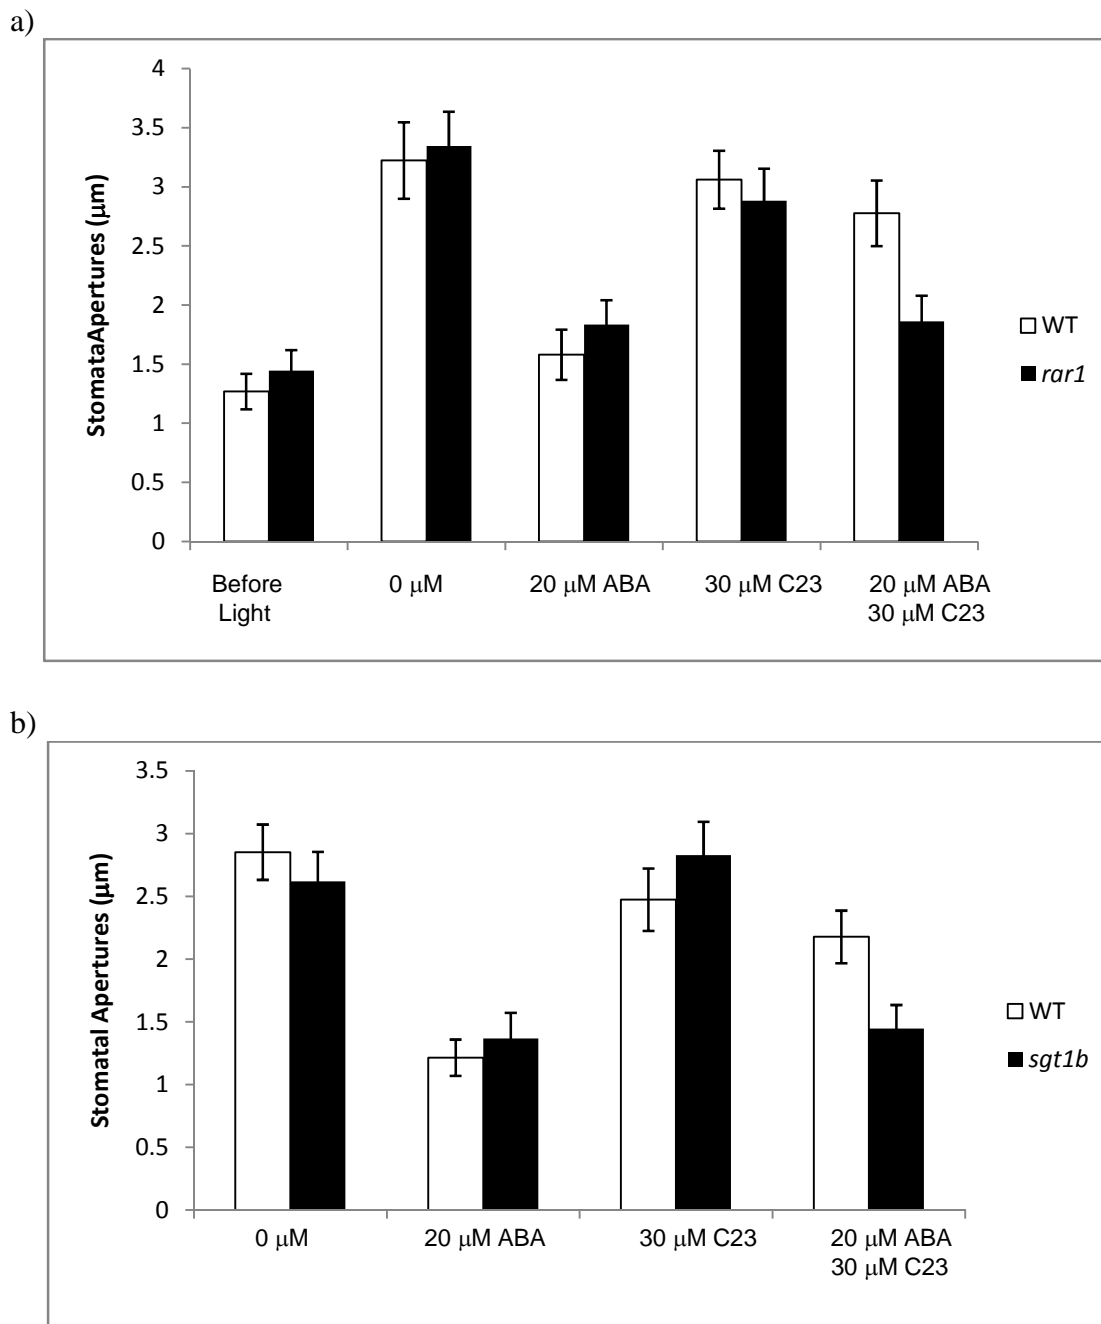 a)
4
3.5
3
2.5
2
1.5
1
0.5
0
StomataApertures (μm)
Before
Light
0 μM
20 μM ABA
30 μM C23
20 μM ABA
30 μM C23
WT
rar1
b)
3.5
3
2.5
2
1.5
1
0.5
0
Stomatal Apertures (μm)
0 μM
20 μM ABA
30 μM C23
20 μM ABA
30 μM C23
WT
sgt1b